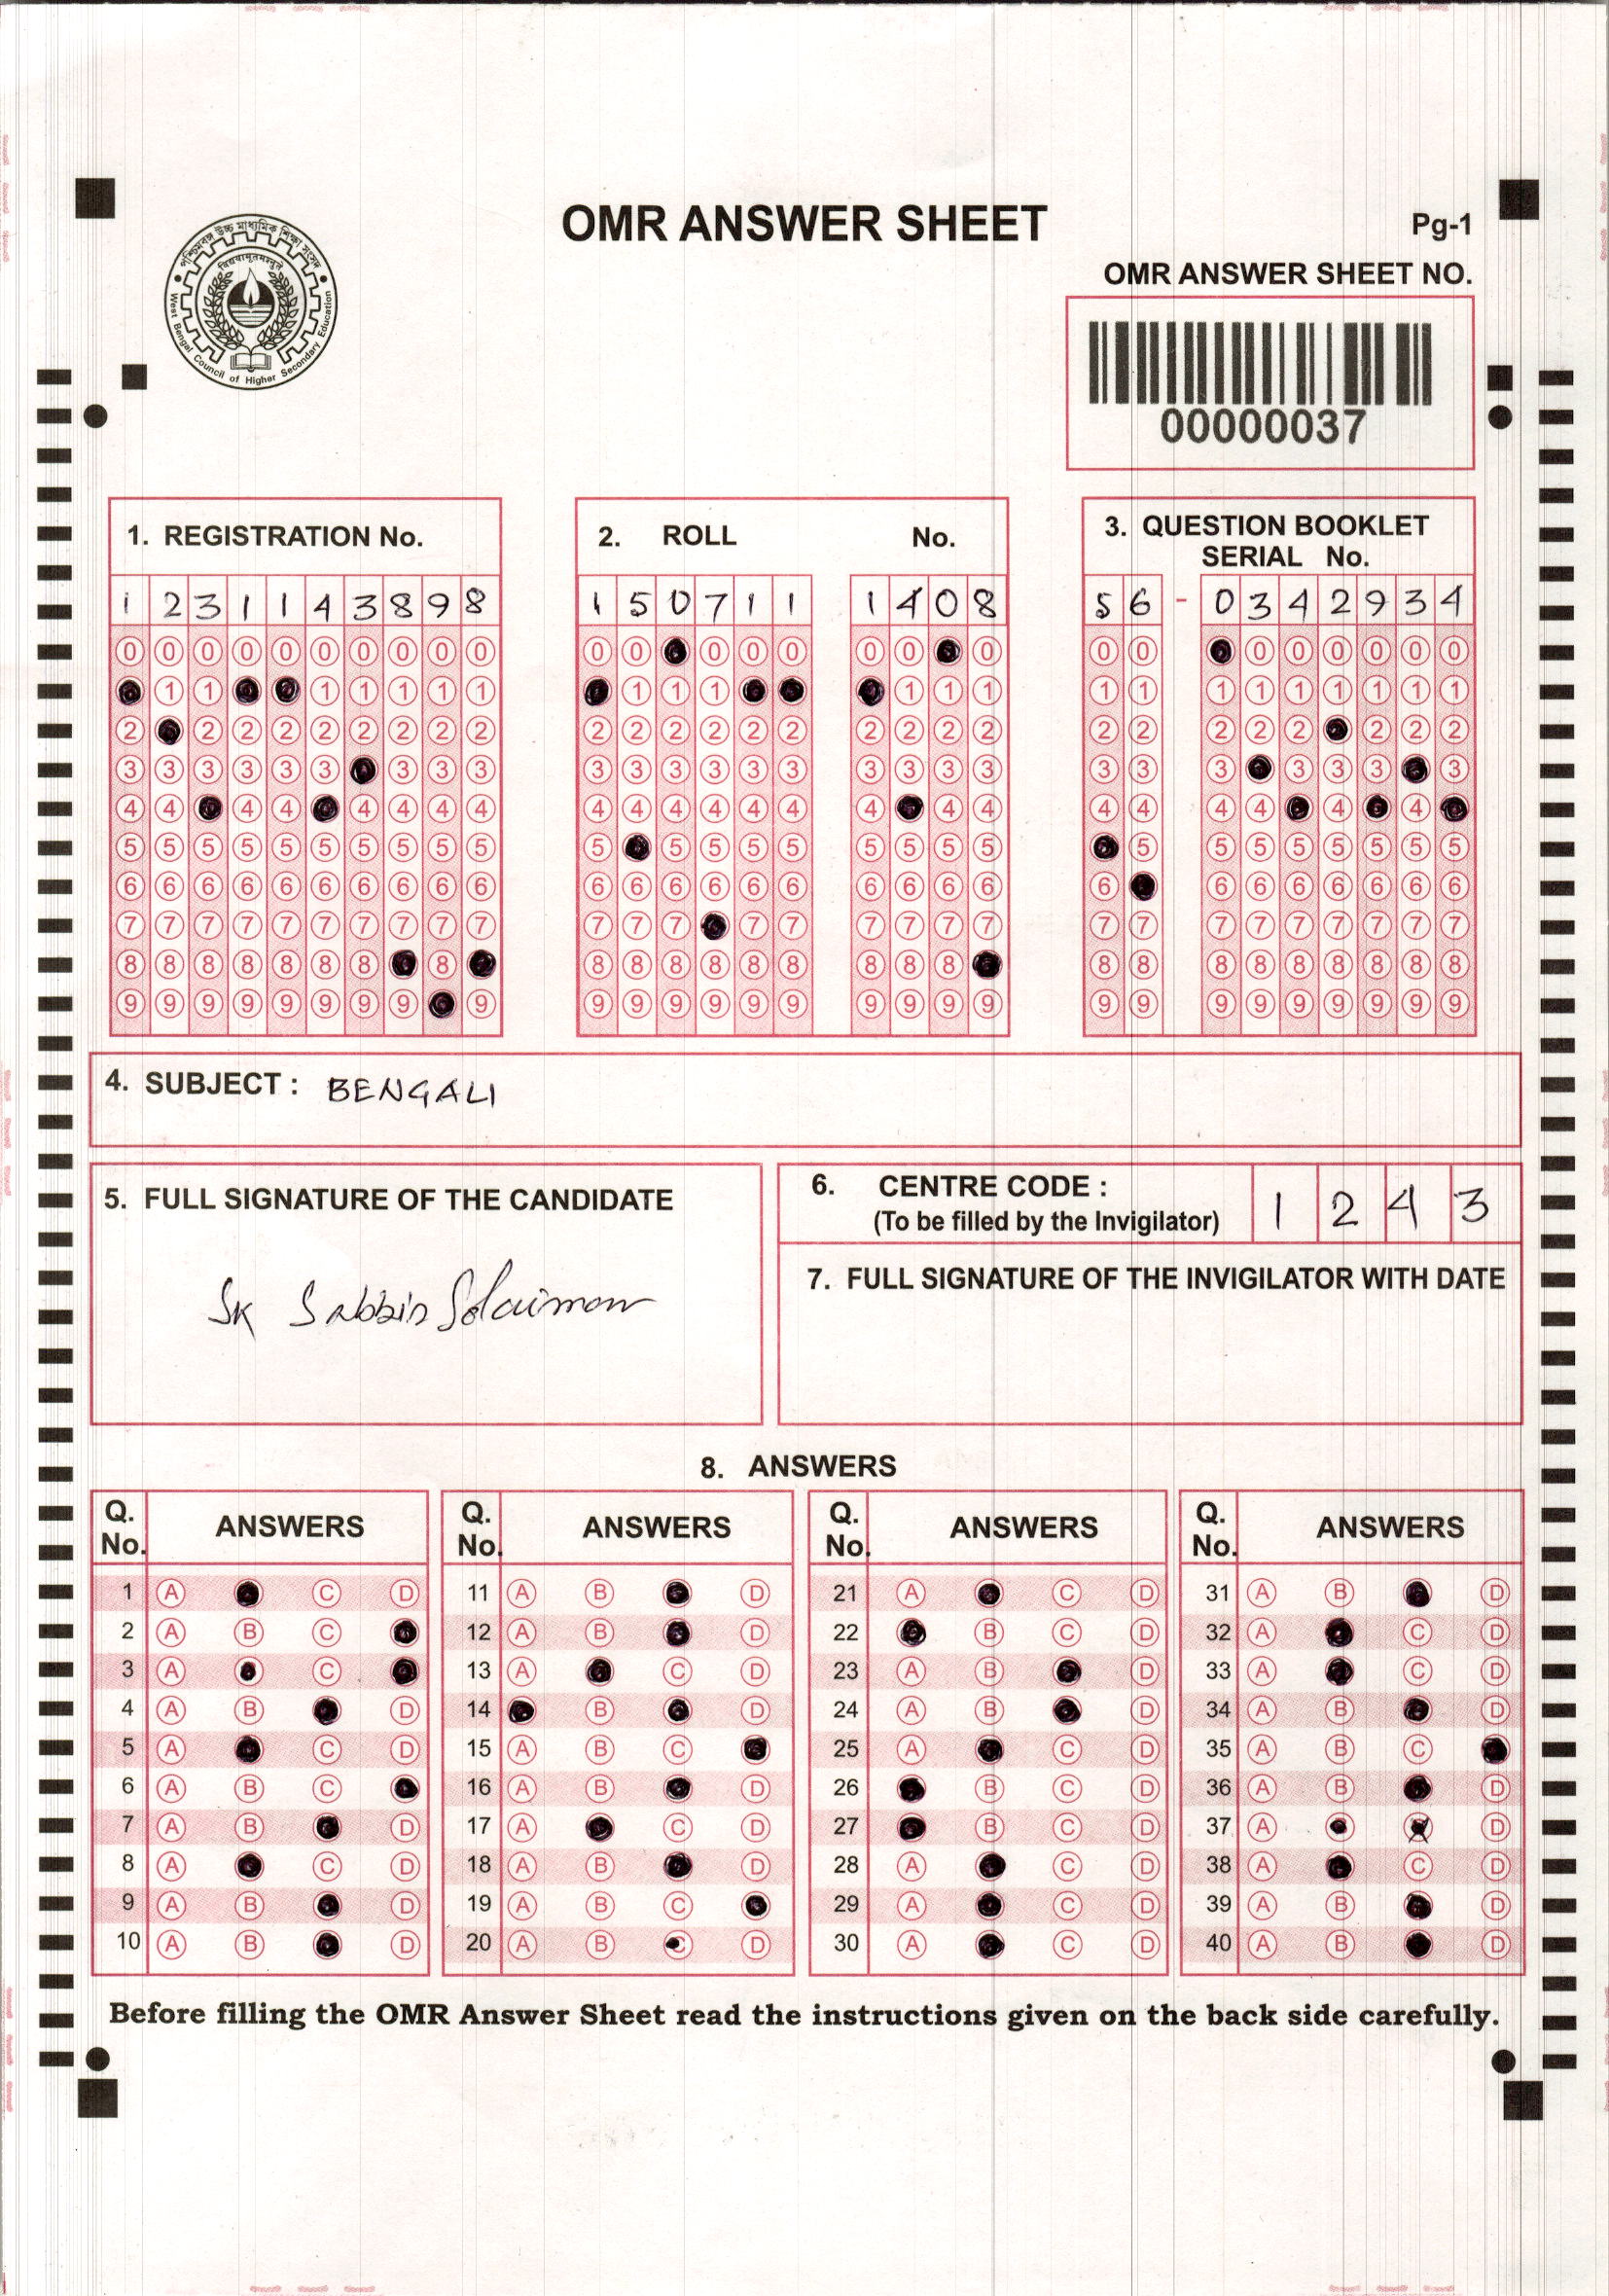 OMR ANSWER SHEET
Pg-1
OMR ANSWER SHEET NO.
00000037
পশ্চিমবঙ্গ উচ্চ মাধ্যমিক শিক্ষা সংসদ
West Bengal Council of Higher Secondary Education
1. REGISTRATION No.
1 2 3 1 1 4 3 8 9 8
2. ROLL No.
1 5 0 7 1 1 1 4 0 8
3. QUESTION BOOKLET
SERIAL No.
5 6 - 0 3 4 2 9 3 4
4. SUBJECT : BENGALI
5. FULL SIGNATURE OF THE CANDIDATE
Sk Sabbir Solaiman
6. CENTRE CODE : 1 2 4 3
(To be filled by the Invigilator)
7. FULL SIGNATURE OF THE INVIGILATOR WITH DATE
8. ANSWERS
Q. No. ANSWERS Q. No. ANSWERS Q. No. ANSWERS Q. No. ANSWERS
1 A C D 11 A B D 21 A C D 31 A B D
2 A B C 12 A B D 22 B C D 32 A C D
3 A C 13 A C D 23 A B D 33 A C D
4 A B D 14 B D 24 A B D 34 A B D
5 A C D 15 A B C 25 A C D 35 A B C
6 A B C 16 A B D 26 B C D 36 A B D
7 A B D 17 A C D 27 B C D 37 A D
8 A C D 18 A B D 28 A C D 38 A C D
9 A B D 19 A B C 29 A C D 39 A B D
10 A B D 20 A B C D 30 A C D 40 A B D
Before filling the OMR Answer Sheet read the instructions given on the back side carefully.